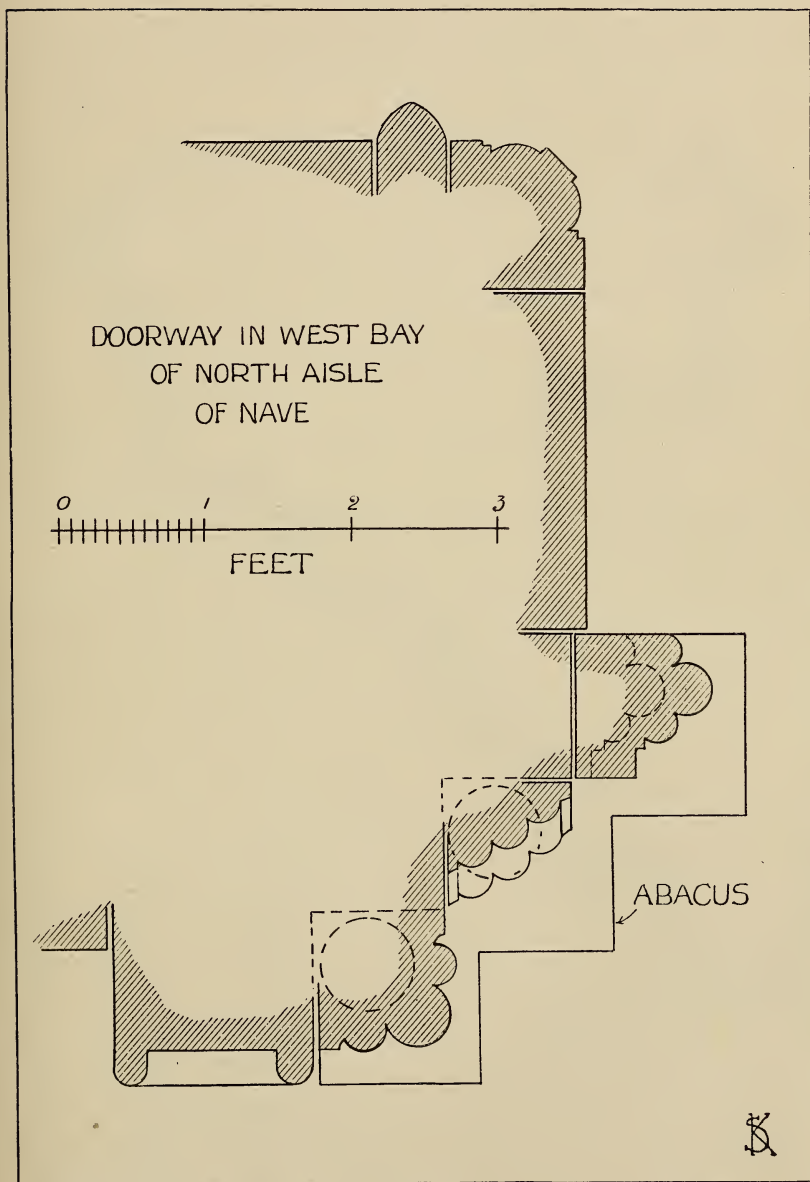 DOORWAY IN WEST BAY
OF NORTH AISLE
OF NAVE
0 1 2 3
FEET
ABACUS